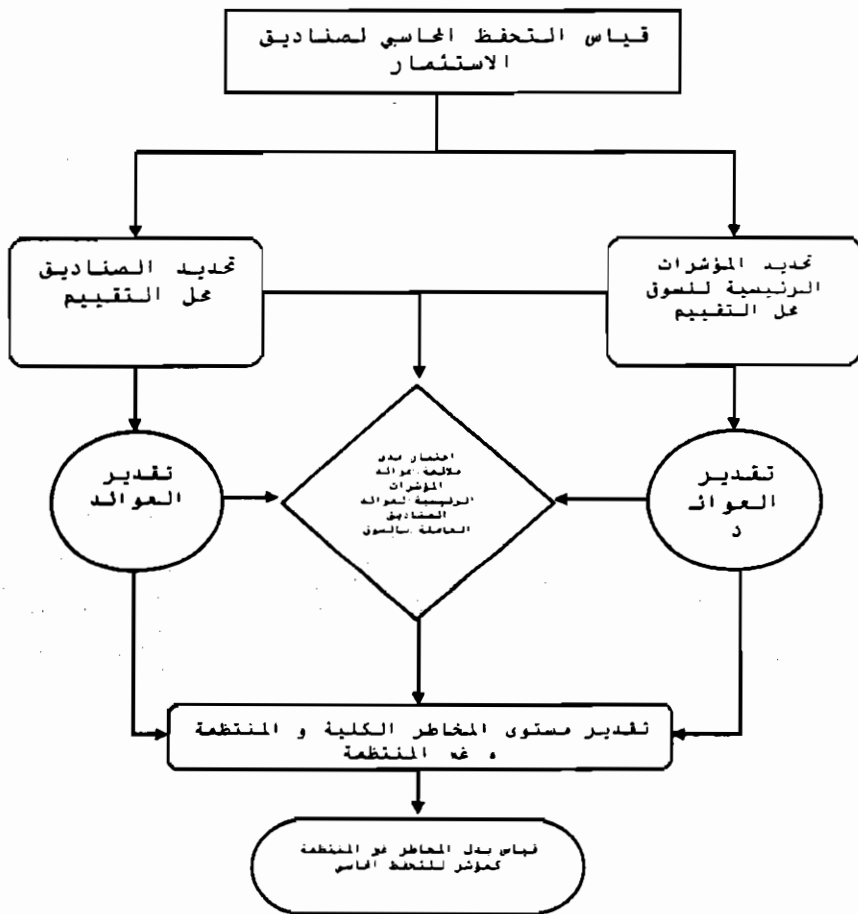 قياس التحفظ المحاسبي لصناديق
الاستثمار
تحديد المؤشرات
الرئيسية للسوق
محل التقييم
تحديد الصناديق
محل التقييم
تقدير
العوائ
د
اختبار مدى
ملائمة عوائد
المؤشرات
الرئيسية لعوائد
الصناديق
العاملة بالسوق
تقدير
العوائد
تقدير مستوى المخاطر الكلية و المنتظمة
و غير المنتظمة
قياس بدل المخاطر غير المنتظمة
كمؤشر للتحفظ المحاسبي